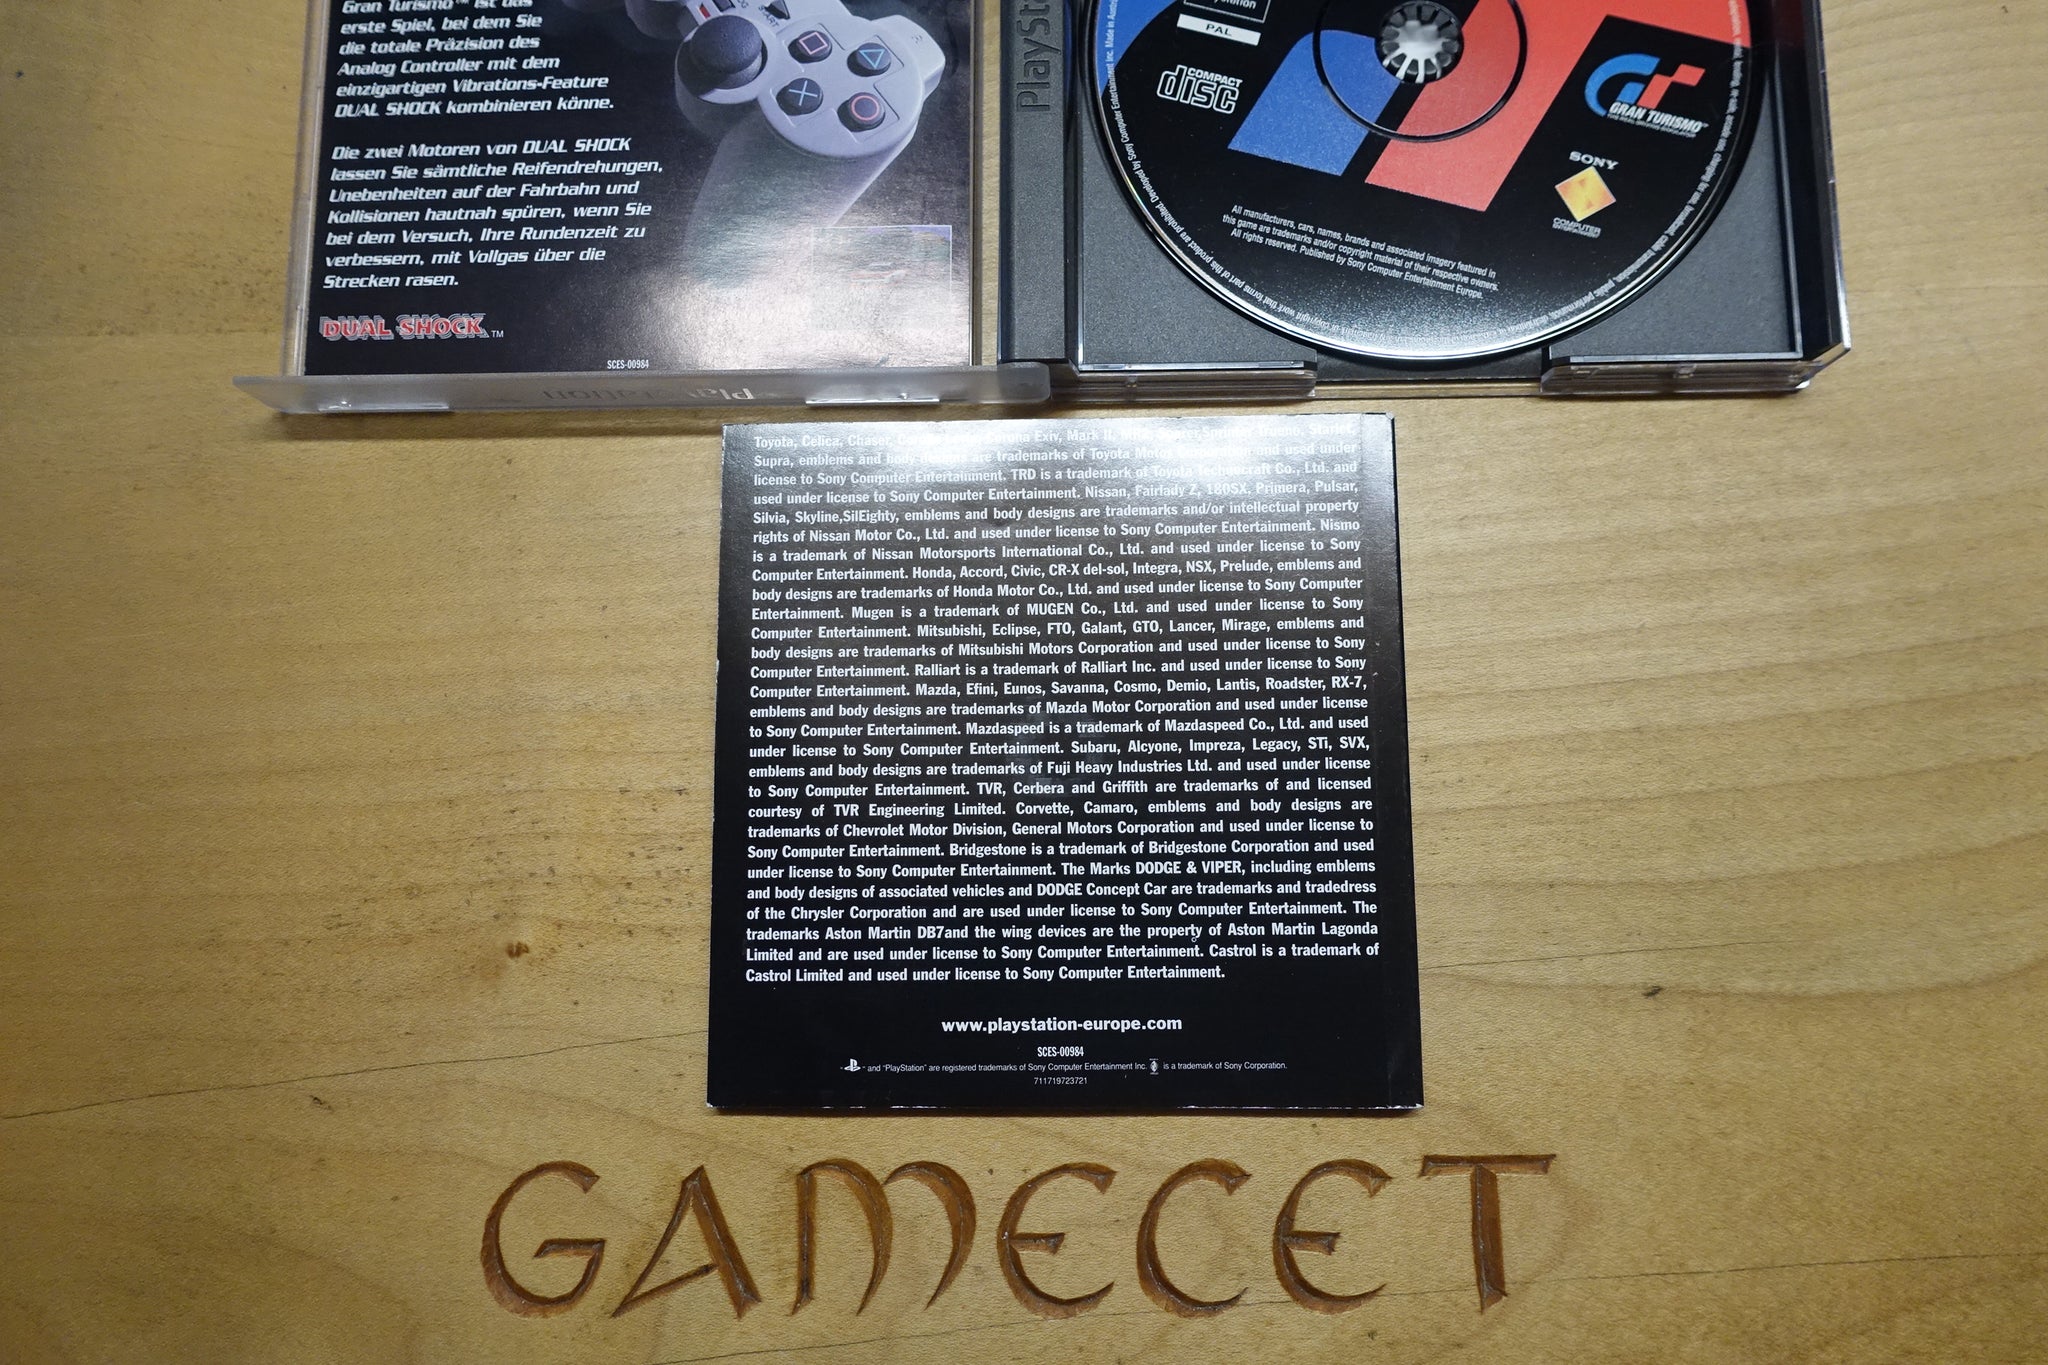 Gran Turismo™ ist das
erste Spiel, bei dem Sie
die totale Präzision des
Analog Controller mit dem
einzigartigen Vibrations-Feature
DUAL SHOCK kombinieren könne.
Die zwei Motoren von DUAL SHOCK
lassen Sie sämtliche Reifendrehungen,
Unebenheiten auf der Fahrbahn und
Kollisionen hautnah spüren, wenn Sie
bei dem Versuch, Ihre Rundenzeit zu
verbessern, mit Vollgas über die
Strecken rasen.
DUAL SHOCK™
SCES-00984
PlayStation
START
PAL
COMPACT
disc
GRAN TURISMO™
THE REAL DRIVING SIMULATOR
SONY
COMPUTER
ENTERTAINMENT
All manufacturers, cars, names, brands and associated imagery featured in
this game are trademarks and/or copyright material of their respective owners.
All rights reserved. Published by Sony Computer Entertainment Europe.
Toyota, Celica, Chaser, Exiv, Mark II, Starlet,
Supra, emblems and body designs are trademarks of Toyota Motor Corporation and used under
license to Sony Computer Entertainment. TRD is a trademark of Toyota Technocraft Co., Ltd. and
used under license to Sony Computer Entertainment. Nissan, Fairlady Z, 180SX, Primera, Pulsar,
Silvia, Skyline,SilEighty, emblems and body designs are trademarks and/or intellectual property
rights of Nissan Motor Co., Ltd. and used under license to Sony Computer Entertainment. Nismo
is a trademark of Nissan Motorsports International Co., Ltd. and used under license to Sony
Computer Entertainment. Honda, Accord, Civic, CR-X del-sol, Integra, NSX, Prelude, emblems and
body designs are trademarks of Honda Motor Co., Ltd. and used under license to Sony Computer
Entertainment. Mugen is a trademark of MUGEN Co., Ltd. and used under license to Sony
Computer Entertainment. Mitsubishi, Eclipse, FTO, Galant, GTO, Lancer, Mirage, emblems and
body designs are trademarks of Mitsubishi Motors Corporation and used under license to Sony
Computer Entertainment. Ralliart is a trademark of Ralliart Inc. and used under license to Sony
Computer Entertainment. Mazda, Efini, Eunos, Savanna, Cosmo, Demio, Lantis, Roadster, RX-7,
emblems and body designs are trademarks of Mazda Motor Corporation and used under license
to Sony Computer Entertainment. Mazdaspeed is a trademark of Mazdaspeed Co., Ltd. and used
under license to Sony Computer Entertainment. Subaru, Alcyone, Impreza, Legacy, STi, SVX,
emblems and body designs are trademarks of Fuji Heavy Industries Ltd. and used under license
to Sony Computer Entertainment. TVR, Cerbera and Griffith are trademarks of and licensed
courtesy of TVR Engineering Limited. Corvette, Camaro, emblems and body designs are
trademarks of Chevrolet Motor Division, General Motors Corporation and used under license to
Sony Computer Entertainment. Bridgestone is a trademark of Bridgestone Corporation and used
under license to Sony Computer Entertainment. The Marks DODGE & VIPER, including emblems
and body designs of associated vehicles and DODGE Concept Car are trademarks and tradedress
of the Chrysler Corporation and are used under license to Sony Computer Entertainment. The
trademarks Aston Martin DB7and the wing devices are the property of Aston Martin Lagonda
Limited and are used under license to Sony Computer Entertainment. Castrol is a trademark of
Castrol Limited and used under license to Sony Computer Entertainment.
www.playstation-europe.com
SCES-00984
" " and "PlayStation" are registered trademarks of Sony Computer Entertainment Inc. is a trademark of Sony Corporation.
711719723721
GAMECET